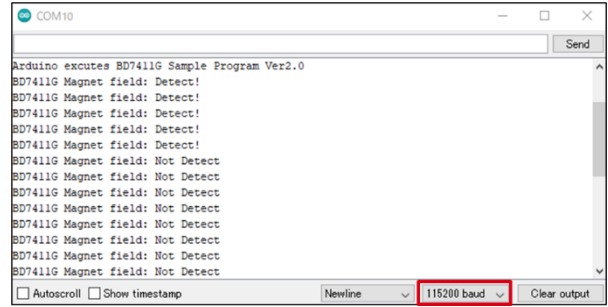 COM10
Send
Arduino excutes BD7411G Sample Program Ver2.0
BD7411G Magnet field: Detect!
BD7411G Magnet field: Detect!
BD7411G Magnet field: Detect!
BD7411G Magnet field: Detect!
BD7411G Magnet field: Detect!
BD7411G Magnet field: Not Detect
BD7411G Magnet field: Not Detect
BD7411G Magnet field: Not Detect
BD7411G Magnet field: Not Detect
BD7411G Magnet field: Not Detect
BD7411G Magnet field: Not Detect
BD7411G Magnet field: Not Detect
BD7411G Magnet field: Not Detect
Autoscroll Show timestamp Newline 115200 baud Clear output